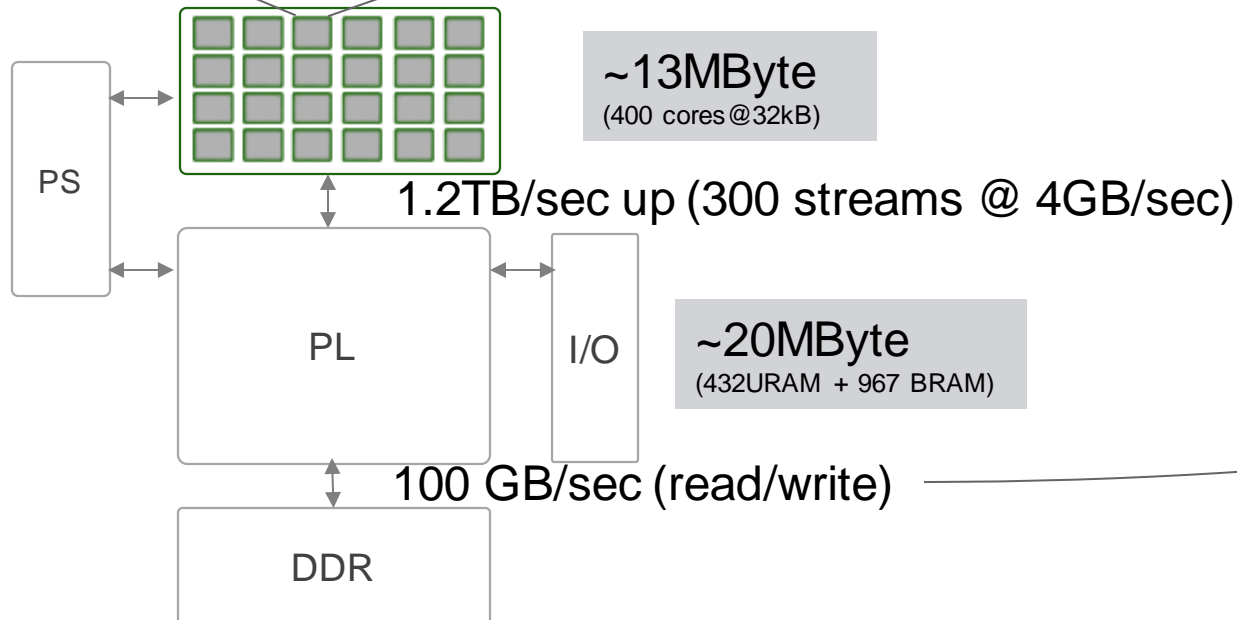 ~13MByte
(400 cores@32kB)
PS
1.2TB/sec up (300 streams @ 4GB/sec)
PL
I/O
~20MByte
(432URAM + 967 BRAM)
100 GB/sec (read/write)
DDR